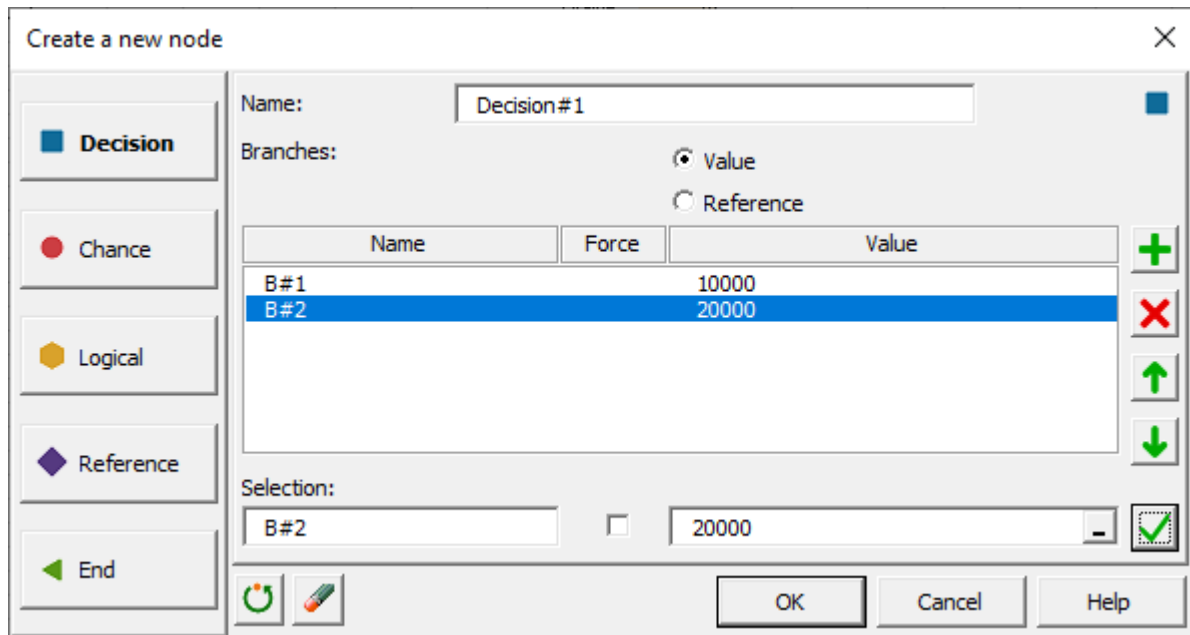 Create a new node
Decision
Chance
Logical
Reference
End
Name:
Decision#1
Branches:
Value
Reference
Name Force Value
B#1 10000
B#2 20000
Selection:
B#2 20000
OK Cancel Help